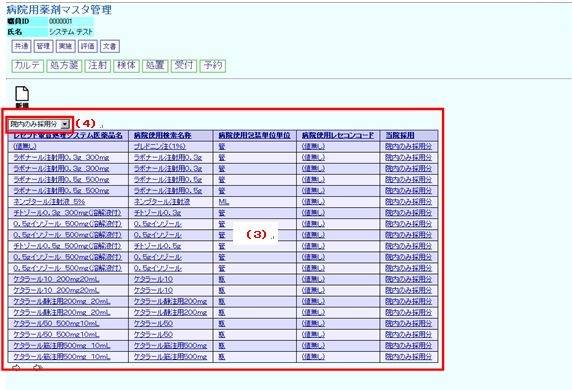 病院用薬剤マスタ管理
職員ID 0000001
氏名 システム テスト
共通 管理 実施 評価 文書
カルテ 処方箋 注射 検体 処置 受付 予約
新規
院内のみ採用分 (4)
レセプト電算処理システム医薬品名 病院使用検索名称 病院使用包装単位単位 病院使用レセコンコード 当院採用
(値無し) プレドニン注(1%) 管 (値無し) 院内のみ採用分
ラボナール注射用0.3g 300mg ラボナール注射用0.3g 管 (値無し) 院内のみ採用分
ラボナール注射用0.3g 300mg ラボナール注射用0.3g 管 (値無し) 院内のみ採用分
ラボナール注射用0.5g 500mg ラボナール注射用0.5g 管 (値無し) 院内のみ採用分
ラボナール注射用0.5g 500mg ラボナール注射用0.5g 管 (値無し) 院内のみ採用分
ネンブタール注射液 5% ネンブタール注射液 ML (値無し) 院内のみ採用分
チトゾール0.3g 300mg(溶解液付) チトゾール0.3g 管 (値無し) 院内のみ採用分
0.5gイソゾール 500mg(溶解液付) 0.5gイソゾール 管 (値無し) 院内のみ採用分
0.5gイソゾール 500mg(溶解液付) 0.5gイソゾール 管 (3) (値無し) 院内のみ採用分
チトゾール0.5g 500mg(溶解液付) チトゾール0.5g 管 (値無し) 院内のみ採用分
0.5gイソゾール 500mg(溶解液付) 0.5gイソゾール 管 (値無し) 院内のみ採用分
0.5gイソゾール 500mg(溶解液付) 0.5gイソゾール 管 (値無し) 院内のみ採用分
ケタラール10 200mg20mL ケタラール10 瓶 (値無し) 院内のみ採用分
ケタラール10 200mg20mL ケタラール10 瓶 (値無し) 院内のみ採用分
ケタラール静注用200mg 20mL ケタラール静注用200mg 瓶 (値無し) 院内のみ採用分
ケタラール静注用200mg 20mL ケタラール静注用200mg 瓶 (値無し) 院内のみ採用分
ケタラール50 500mg10mL ケタラール50 瓶 (値無し) 院内のみ採用分
ケタラール50 500mg10mL ケタラール50 瓶 (値無し) 院内のみ採用分
ケタラール筋注用500mg 10mL ケタラール筋注用500mg 瓶 (値無し) 院内のみ採用分
ケタラール筋注用500mg 10mL ケタラール筋注用500mg 瓶 (値無し) 院内のみ採用分